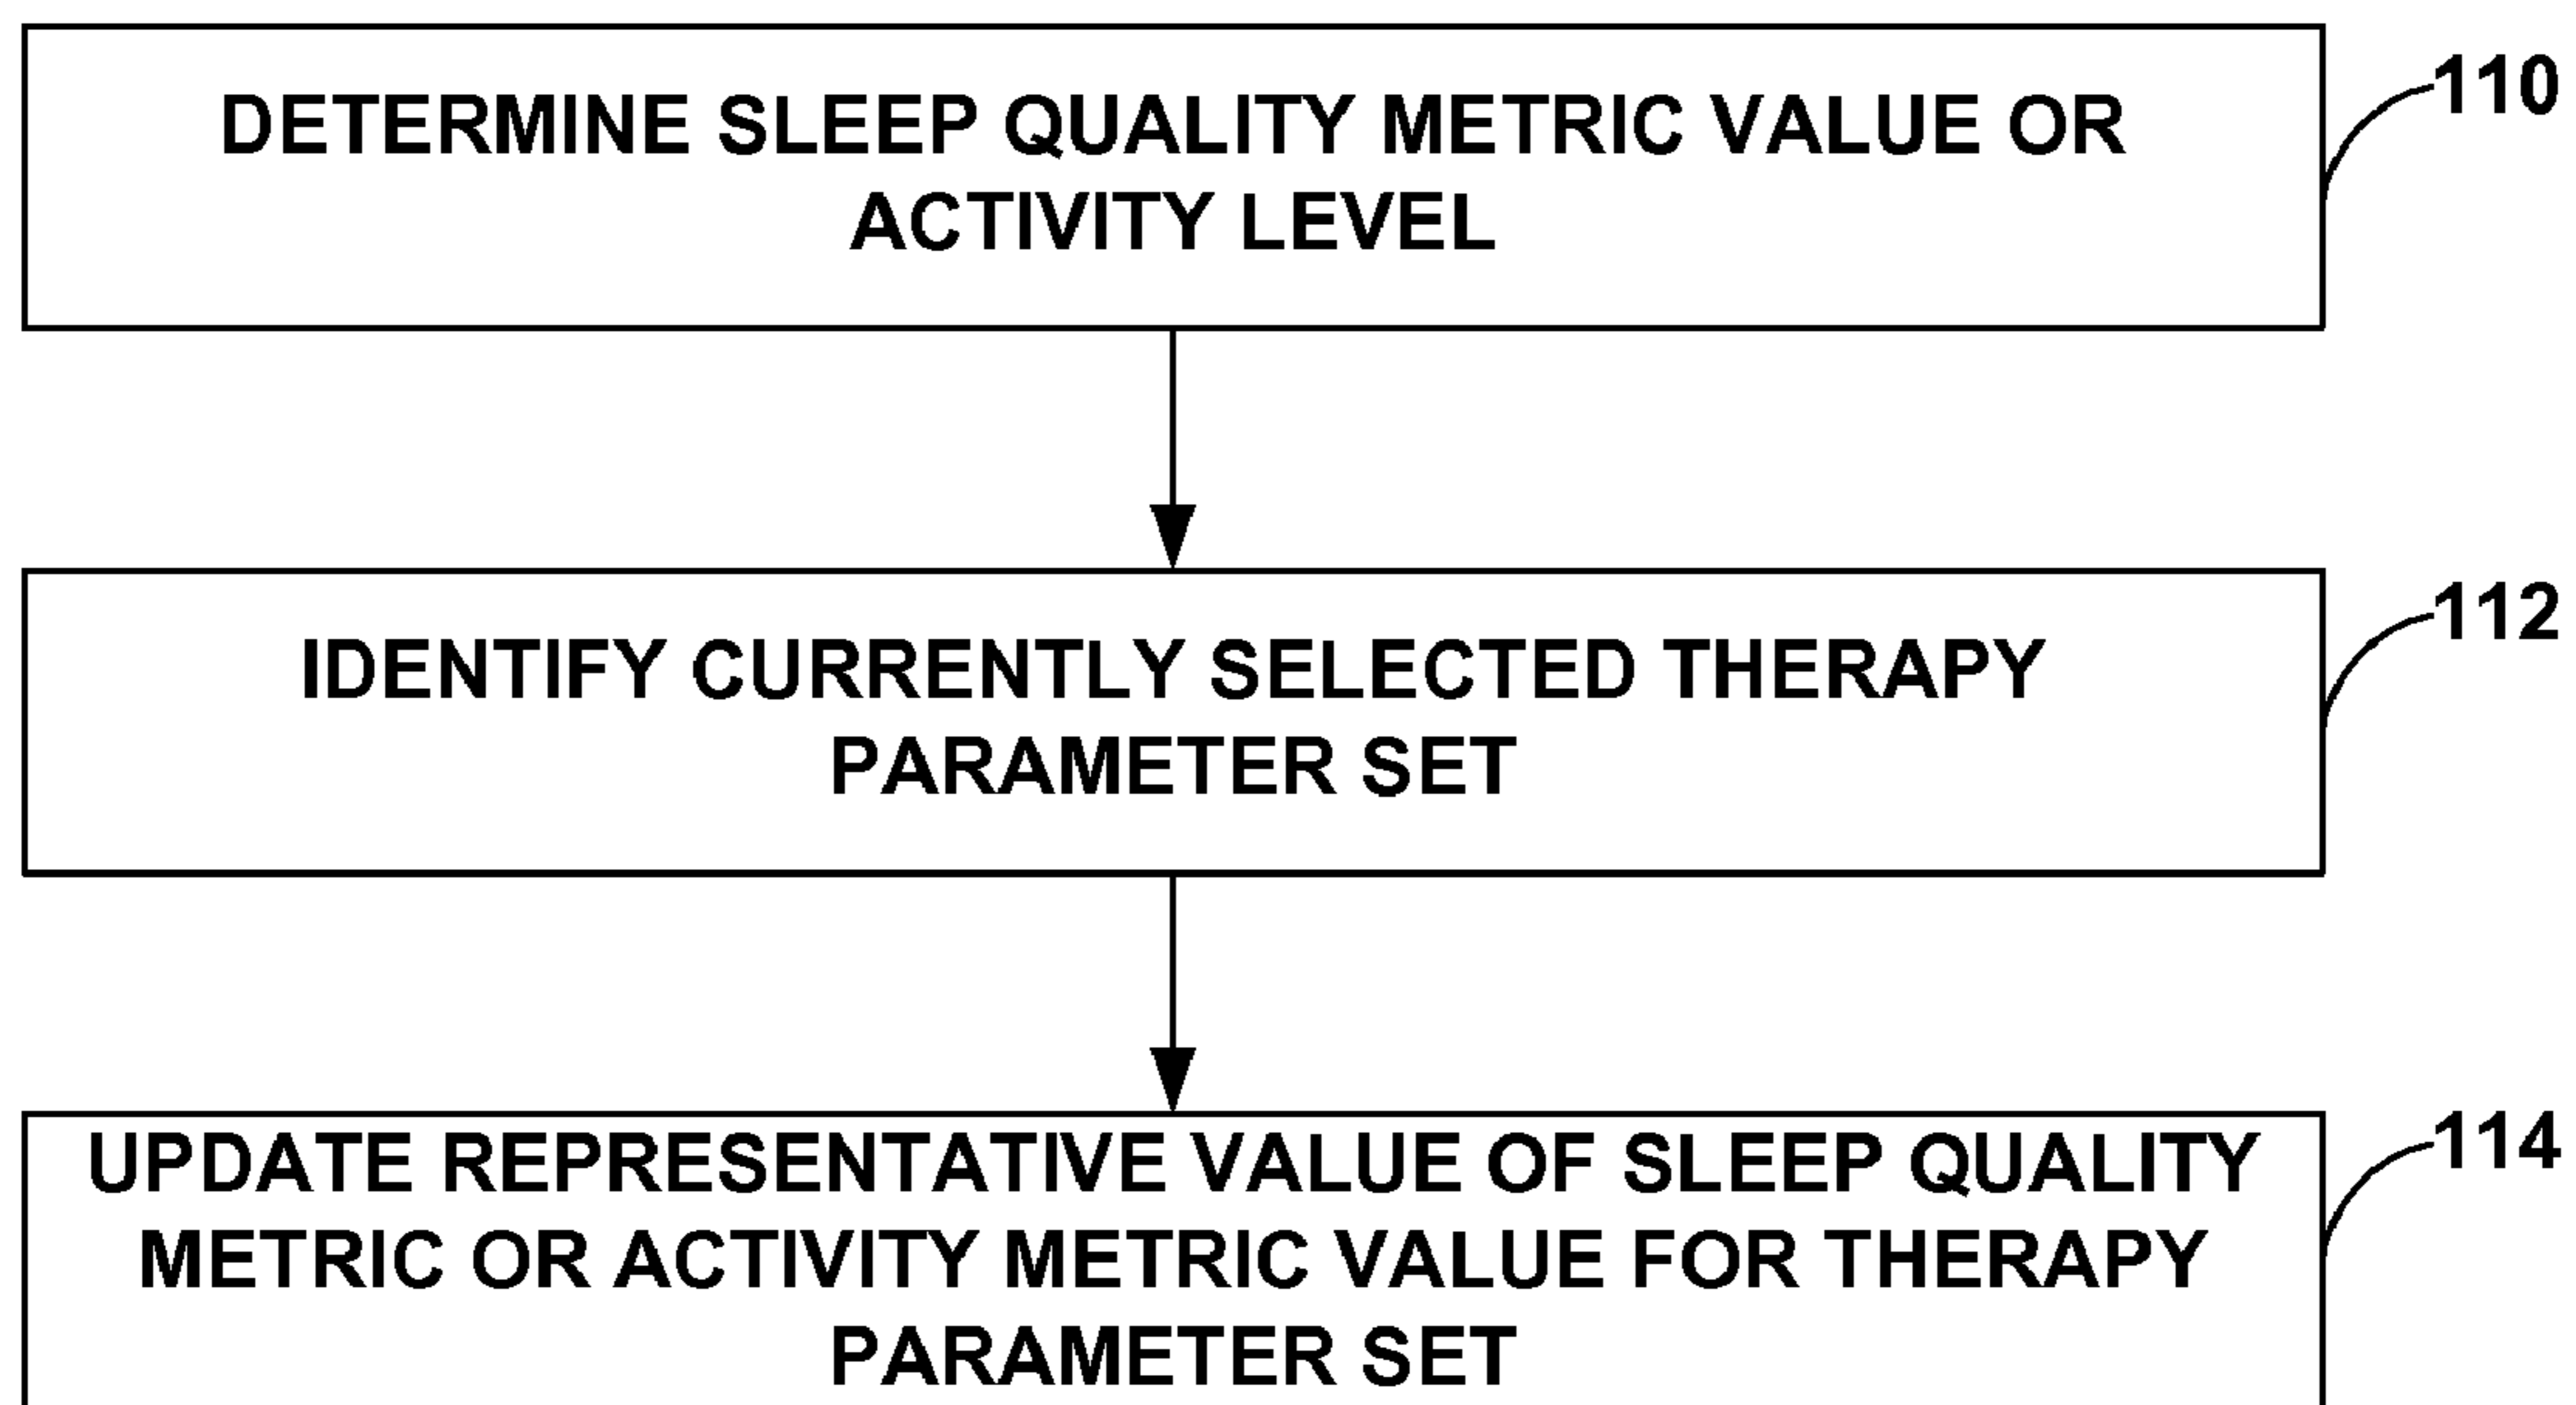 DETERMINE SLEEP QUALITY METRIC VALUE OR
ACTIVITY LEVEL
110
IDENTIFY CURRENTLY SELECTED THERAPY
PARAMETER SET
112
UPDATE REPRESENTATIVE VALUE OF SLEEP QUALITY
METRIC OR ACTIVITY METRIC VALUE FOR THERAPY
PARAMETER SET
114